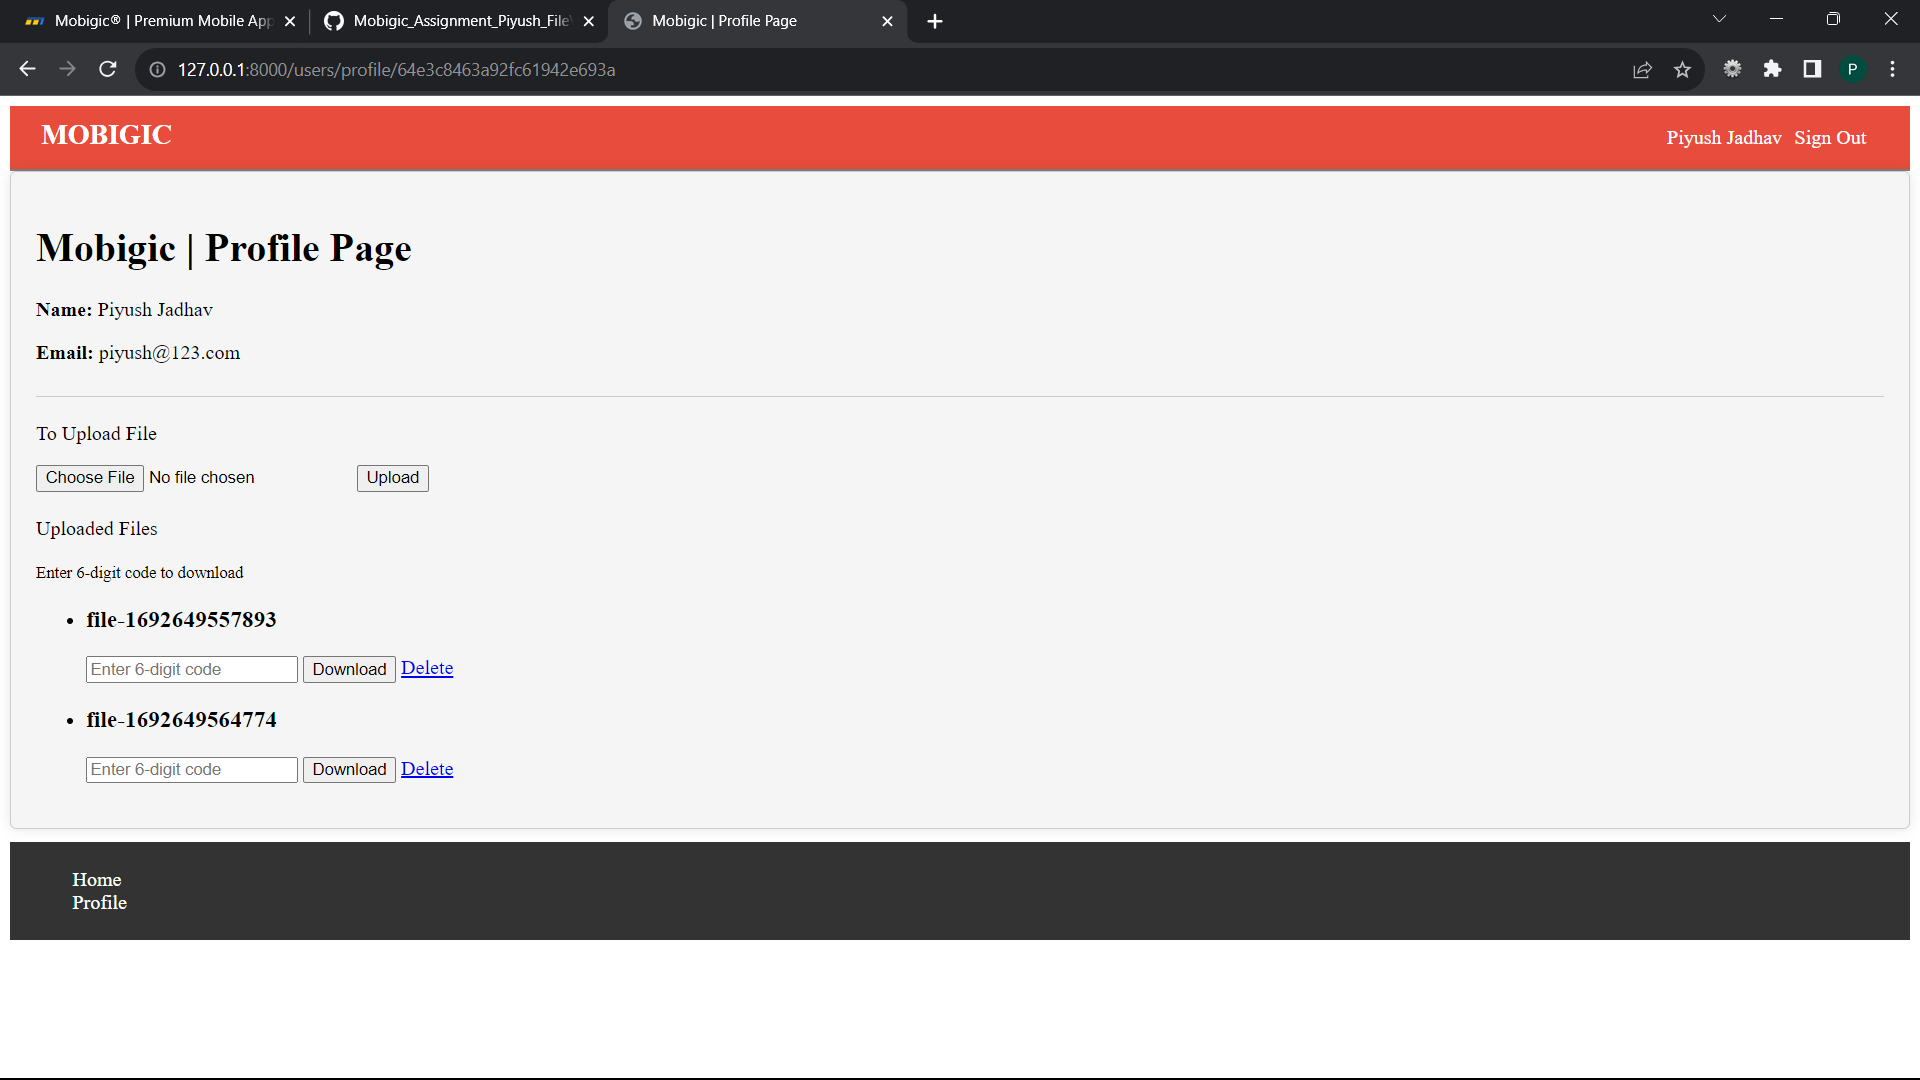 Mobigic® | Premium Mobile App
Mobigic_Assignment_Piyush_File
Mobigic | Profile Page
127.0.0.1:8000/users/profile/64e3c8463a92fc61942e693a
P
MOBIGIC
Piyush Jadhav Sign Out
Mobigic | Profile Page
Name: Piyush Jadhav
Email: piyush@123.com
To Upload File
Choose File No file chosen Upload
Uploaded Files
Enter 6-digit code to download
file-1692649557893
Enter 6-digit code Download Delete
file-1692649564774
Enter 6-digit code Download Delete
Home
Profile